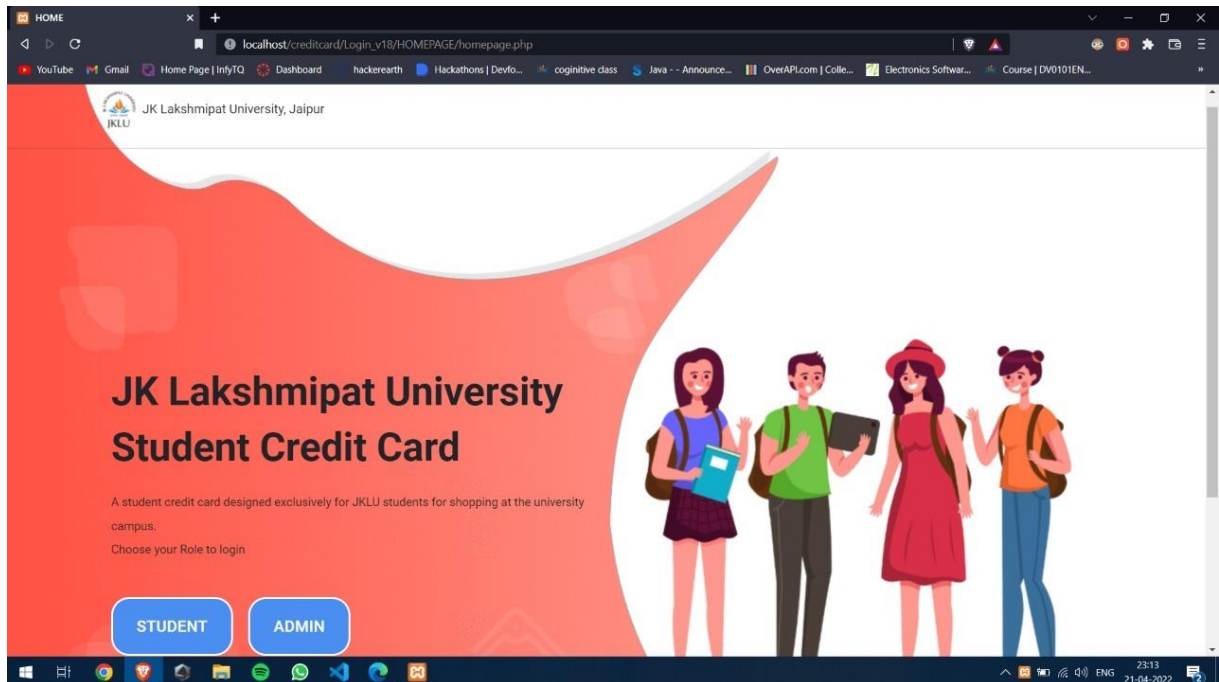 HOME
localhost/creditcard/Login_v18/HOMEPAGE/homepage.php
YouTube Gmail Home Page | InfyTQ Dashboard hackerearth Hackathons | Devfo... coginitive class Java - - Announce... OverAPI.com | Colle... Electronics Softwar... Course | DV0101EN... »
JKLU JK Lakshmipat University, Jaipur
JK Lakshmipat University
Student Credit Card
A student credit card designed exclusively for JKLU students for shopping at the university
campus.
Choose your Role to login
STUDENT ADMIN
ENG 23:13
21-04-2022